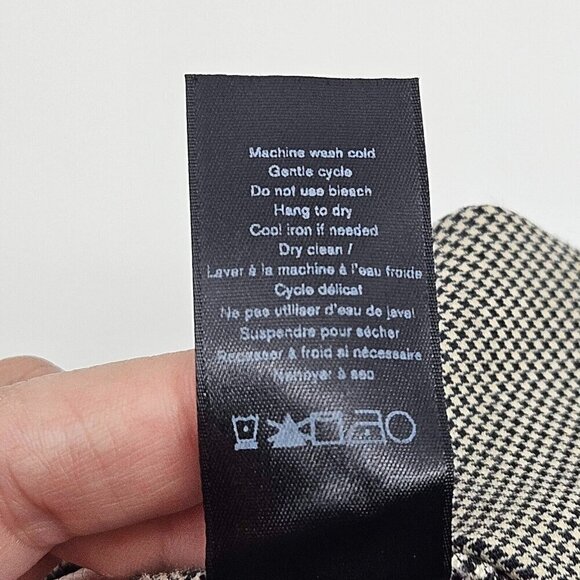 Machine wash cold
Gentle cycle
Do not use bleach
Hang to dry
Cool iron if needed
Dry clean /
Laver à la machine à l'eau froide
Cycle délicat
Ne pas utiliser d'eau de javel
Suspendre pour sécher
Repasser à froid si nécessaire
Nettoyer à sec